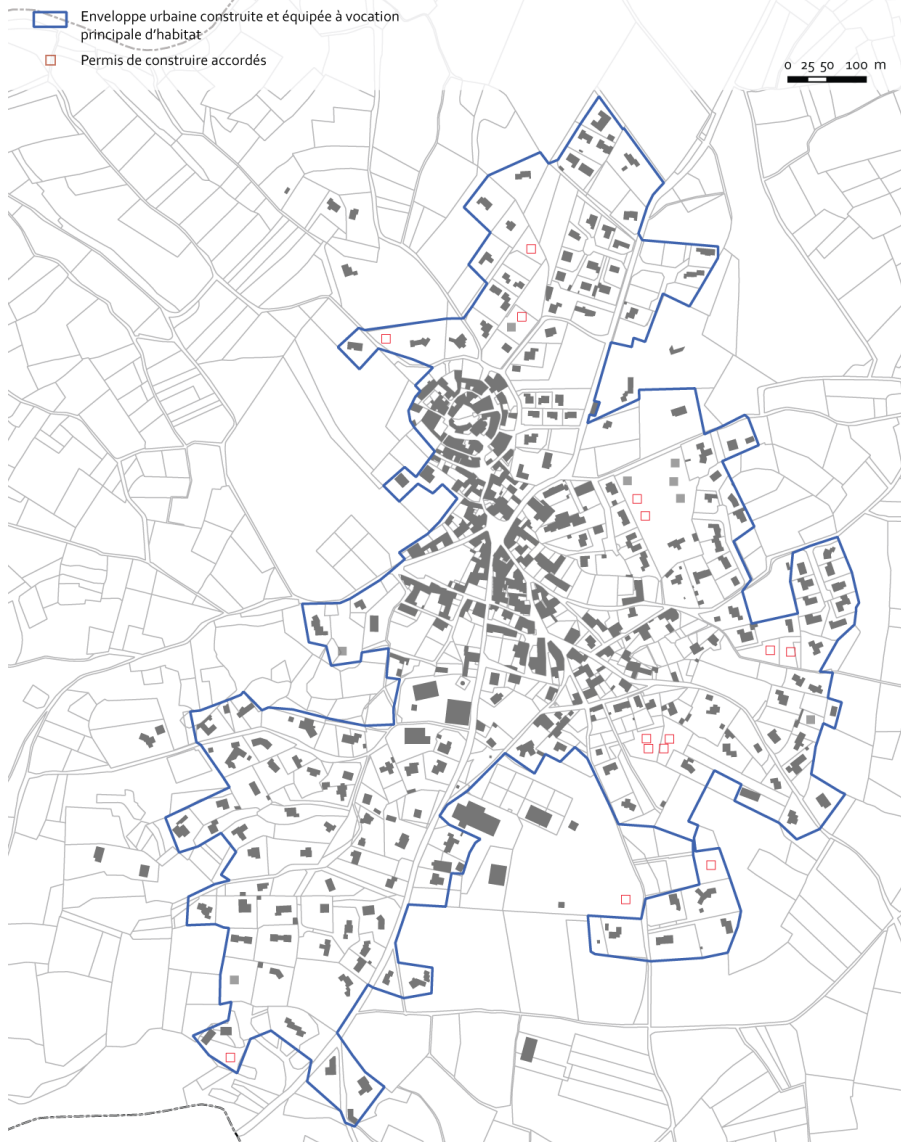 Enveloppe urbaine construite et équipée à vocation
principale d'habitat
Permis de construire accordés
0 25 50 100 m